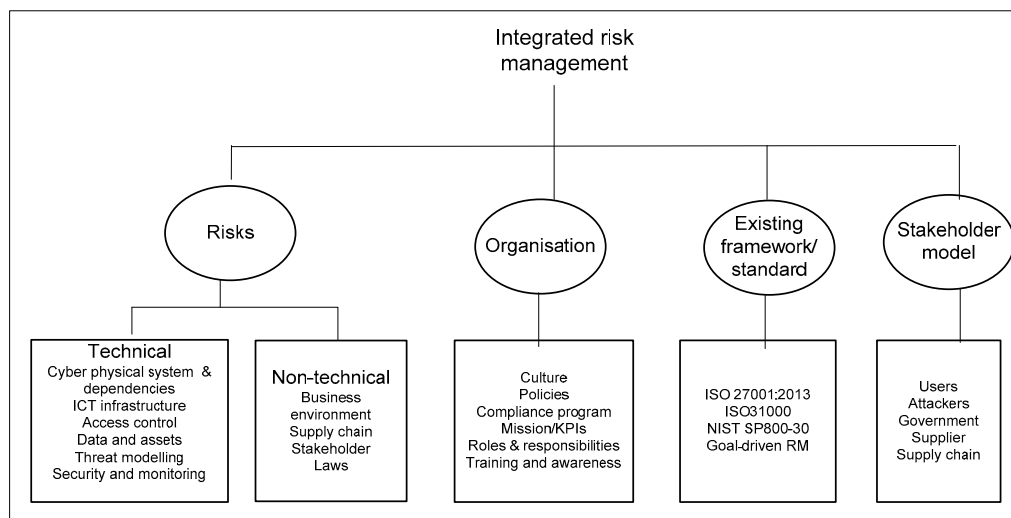 Integrated risk
management
Risks
Organisation
Existing
framework/
standard
Stakeholder
model
Technical
Cyber physical system &
dependencies
ICT infrastructure
Access control
Data and assets
Threat modelling
Security and monitoring
Non-technical
Business
environment
Supply chain
Stakeholder
Laws
Culture
Policies
Compliance program
Mission/KPIs
Roles & responsibilities
Training and awareness
ISO 27001:2013
ISO31000
NIST SP800-30
Goal-driven RM
Users
Attackers
Government
Supplier
Supply chain